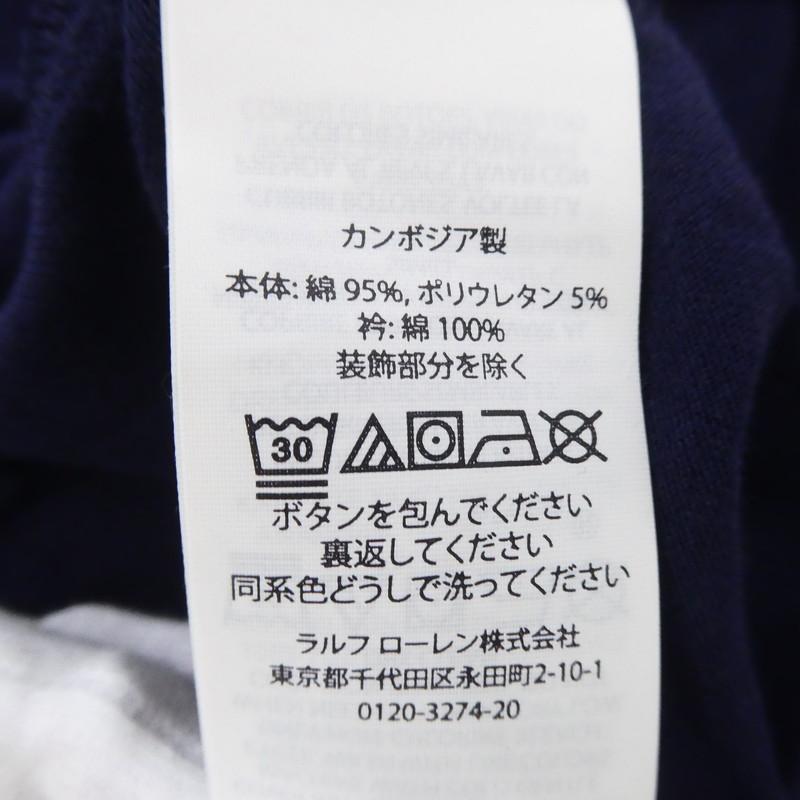 カンボジア製
本体: 綿 95%, ポリウレタン 5%
衿: 綿 100%
装飾部分を除く
30
ボタンを包んでください
裏返してください
同系色どうしで洗ってください
ラルフ ローレン株式会社
東京都千代田区永田町2-10-1
0120-3274-20